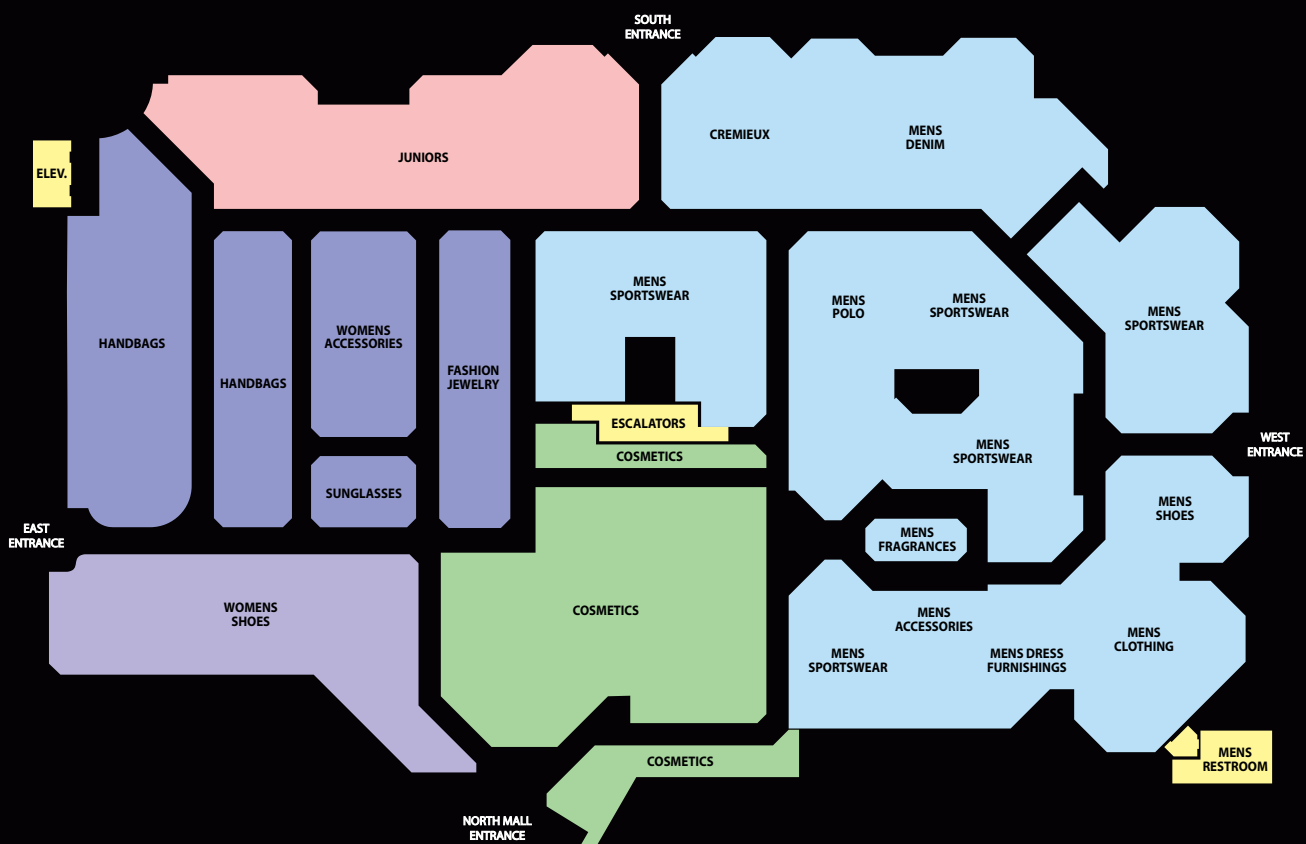 SOUTH
ENTRANCE
CREMIEUX
MENS
DENIM
JUNIORS
ELEV.
MENS
SPORTSWEAR
MENS
POLO
MENS
SPORTSWEAR
MENS
SPORTSWEAR
HANDBAGS
WOMENS
ACCESSORIES
HANDBAGS
FASHION
JEWELRY
ESCALATORS
COSMETICS
MENS
SPORTSWEAR
WEST
ENTRANCE
SUNGLASSES
MENS
SHOES
EAST
ENTRANCE
MENS
FRAGRANCES
WOMENS
SHOES
COSMETICS
MENS
ACCESSORIES
MENS
CLOTHING
MENS
SPORTSWEAR
MENS DRESS
FURNISHINGS
COSMETICS
MENS
RESTROOM
NORTH MALL
ENTRANCE